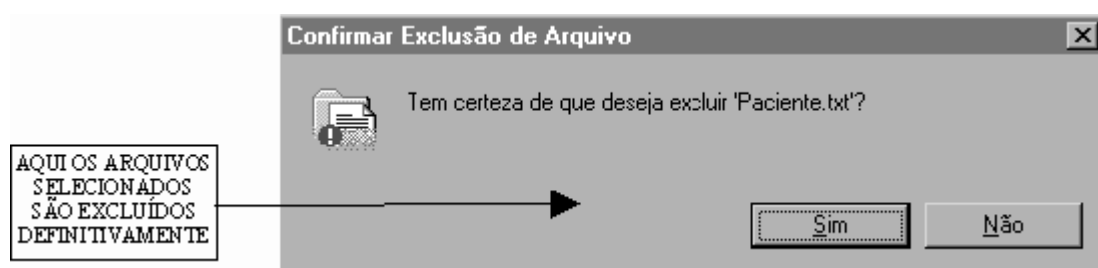 Confirmar Exclusão de Arquivo
Tem certeza de que deseja excluir 'Paciente.txt'?
AQUI OS ARQUIVOS
SELECIONADOS
SÃO EXCLUÍDOS
DEFINITIVAMENTE
Sim
Não